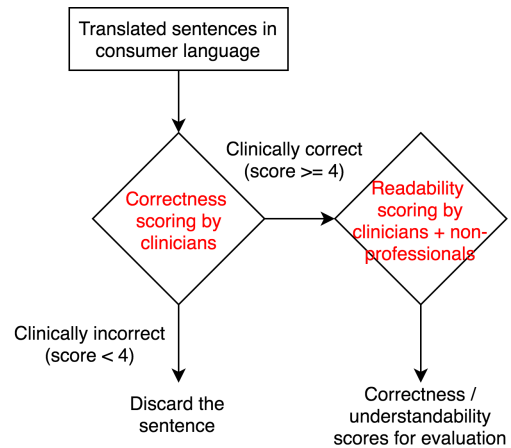 Translated sentences in
consumer language
Clinically correct
(score >= 4)
Correctness
scoring by
clinicians
Readability
scoring by
clinicians + non-
professionals
Clinically incorrect
(score < 4)
Discard the
sentence
Correctness /
understandability
scores for evaluation